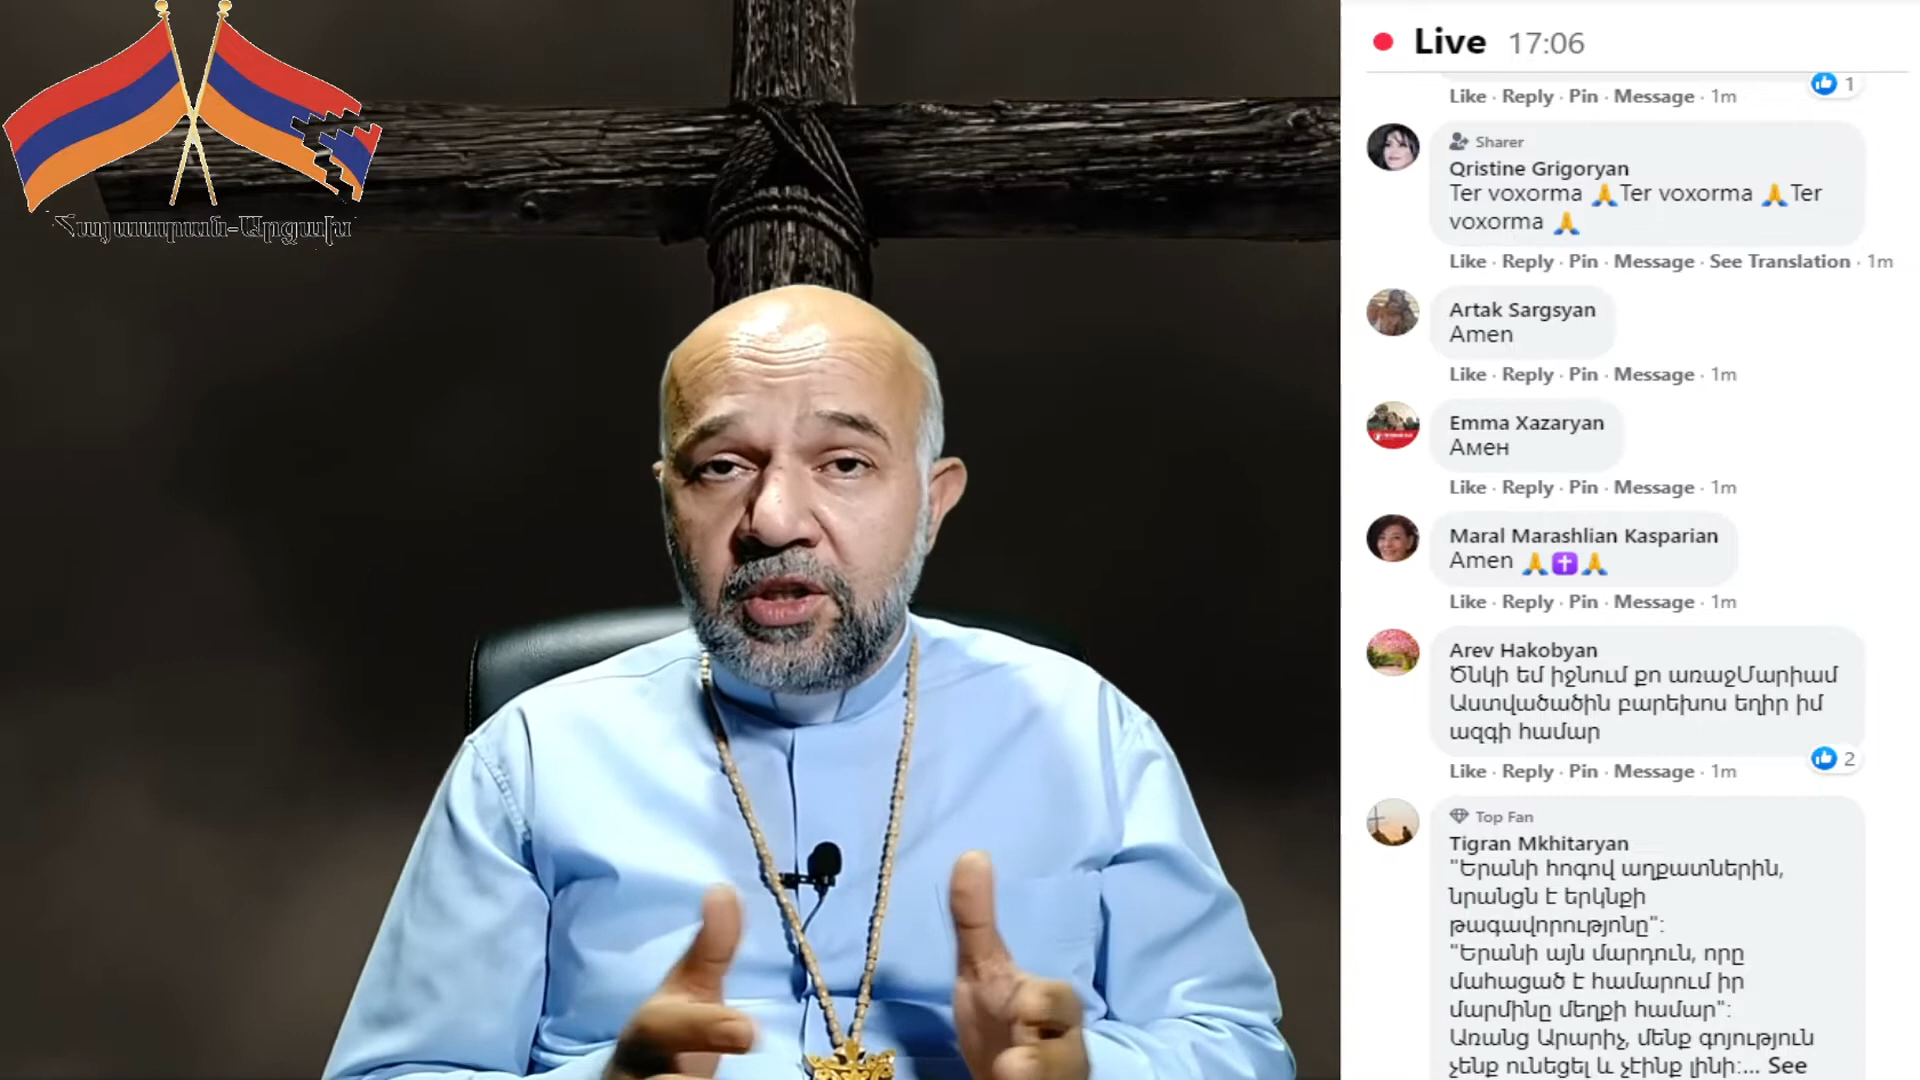 Հայաստան-Արցախ
Live 17:06
1
Like · Reply · Pin · Message · 1m
Sharer
Qristine Grigoryan
Ter voxorma 🙏Ter voxorma 🙏Ter
voxorma 🙏
Like · Reply · Pin · Message · See Translation · 1m
Artak Sargsyan
Amen
Like · Reply · Pin · Message · 1m
Emma Xazaryan
Амен
Like · Reply · Pin · Message · 1m
Maral Marashlian Kasparian
Amen 🙏✝️🙏
Like · Reply · Pin · Message · 1m
Arev Hakobyan
Ծնկի եմ իջնում քո առաջՄարիամ
Աստվածածին բարեխոս եղիր իմ
ազգի համար
2
Like · Reply · Pin · Message · 1m
Top Fan
Tigran Mkhitaryan
"Երանի հոգով աղքատներին,
նրանցն է երկնքի
թագավորությոնը":
"Երանի այն մարդուն, որը
մահացած է համարում իր
մարմինը մեղքի համար":
Առանց Արարիչ, մենք գոյություն
չենք ունեցել և չէինք լինի:... See